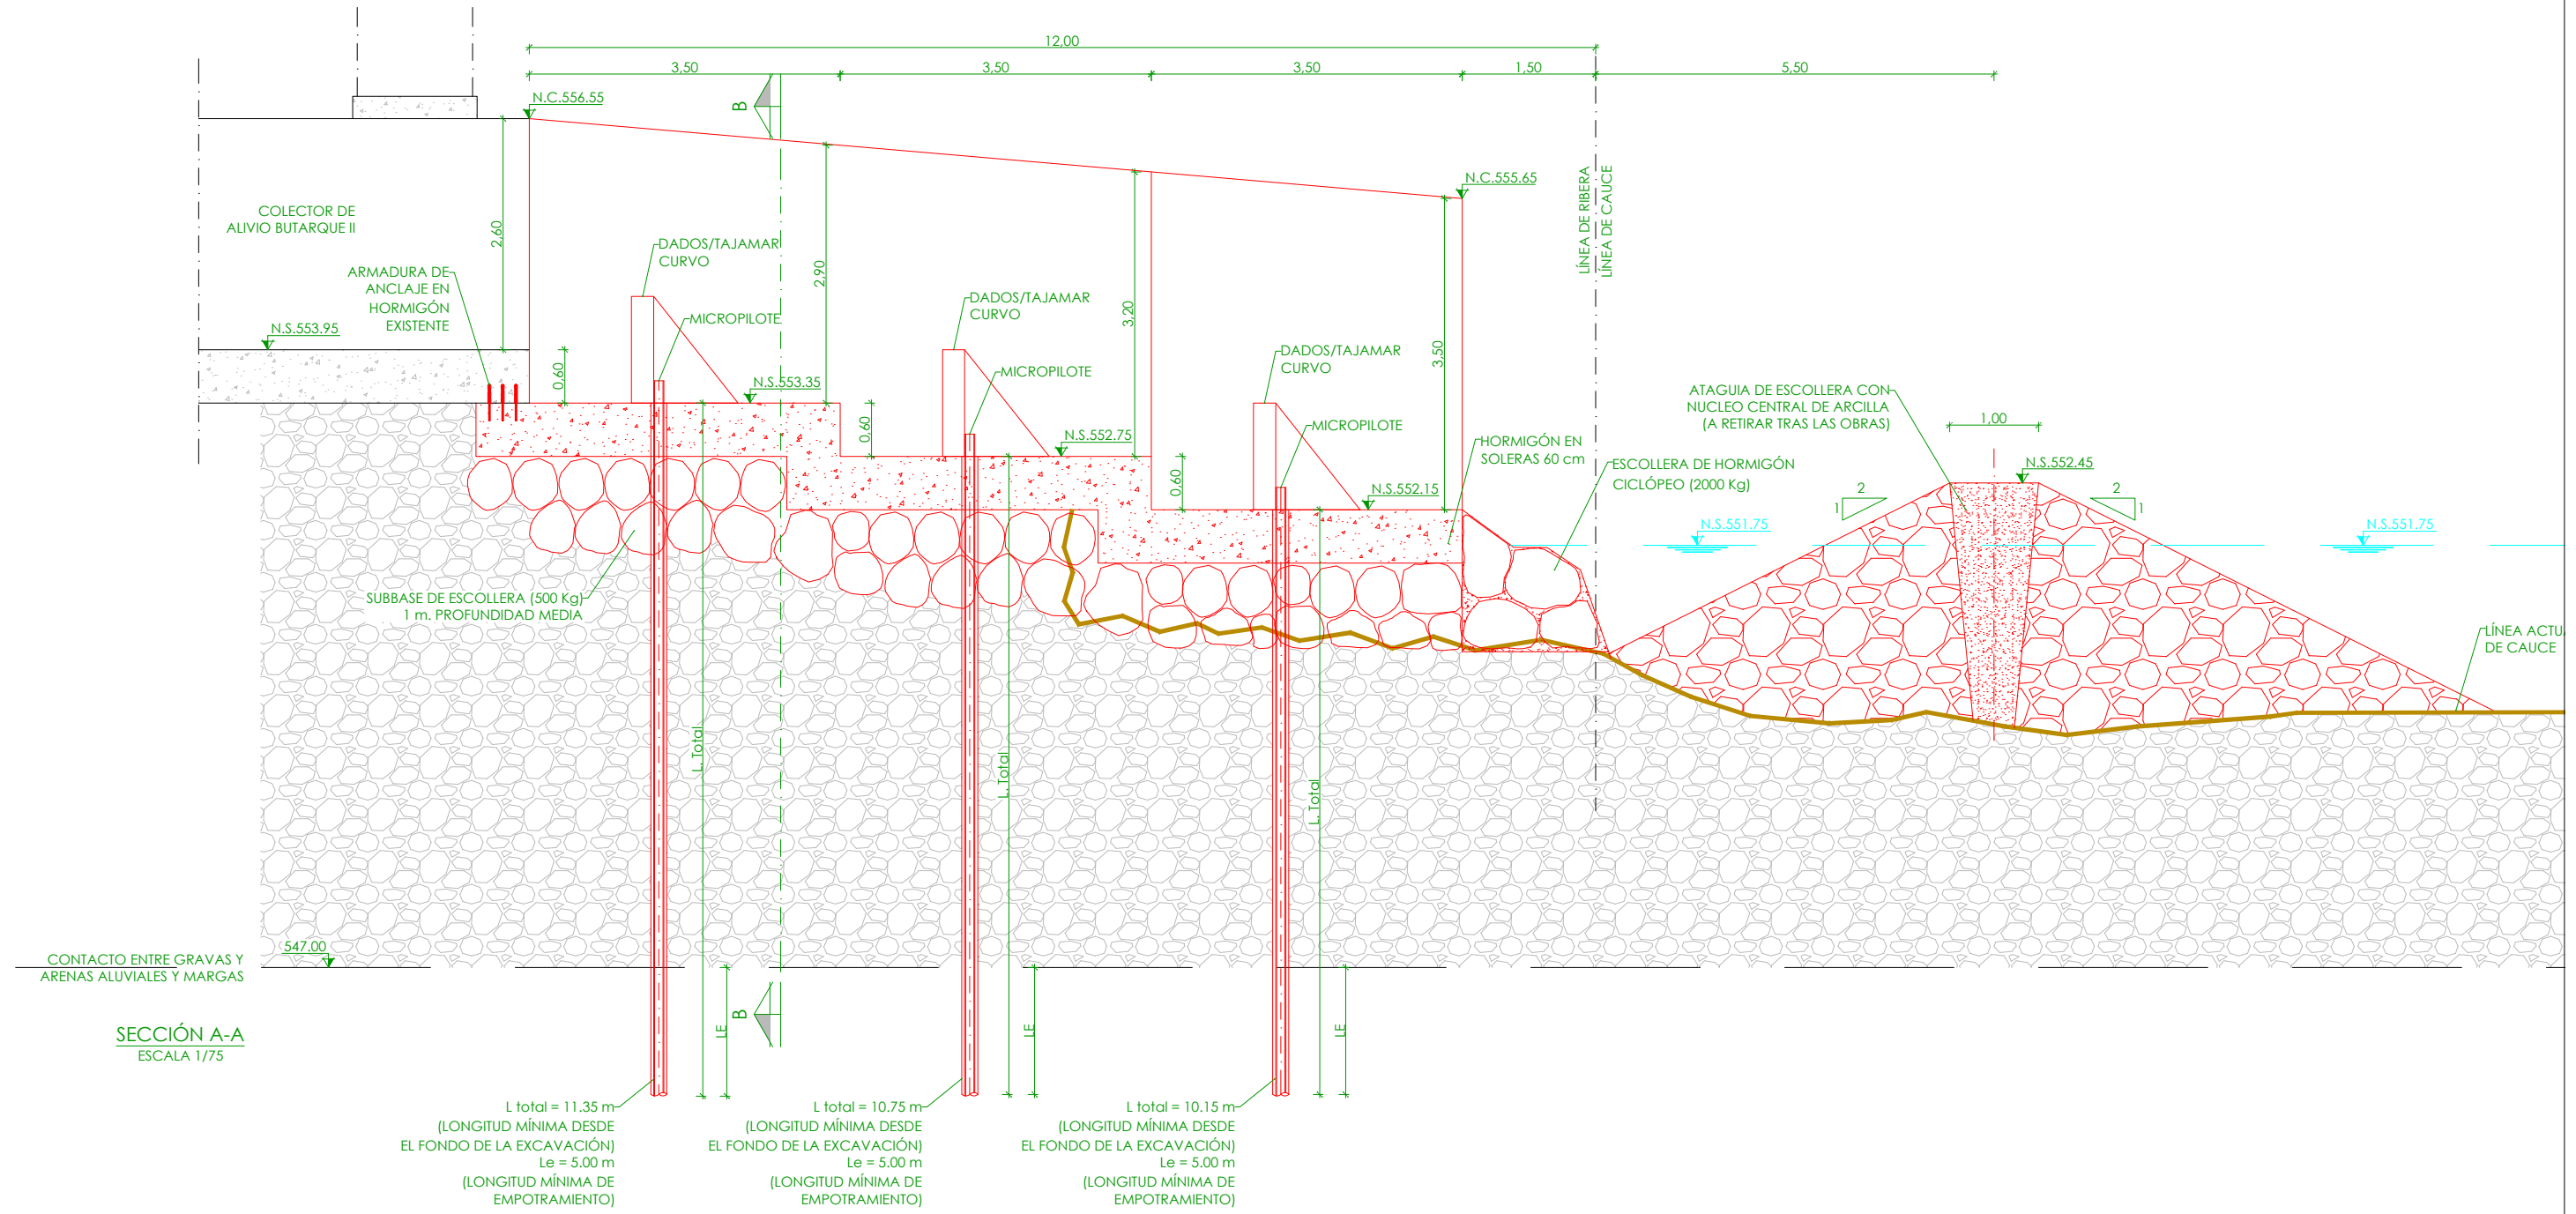 12,00
3,50
3,50
3,50
1,50
5,50
N.C.556.55
B
N.C.555.65
LÍNEA DE RIBERA
LÍNEA DE CAUCE
COLECTOR DE
ALIVIO BUTARQUE II
2,60
2,90
3,20
3,50
DADOS/TAJAMAR
CURVO
ARMADURA DE
ANCLAJE EN
HORMIGÓN
EXISTENTE
MICROPILOTE
N.S.553.95
0,60
N.S.553.35
DADOS/TAJAMAR
CURVO
MICROPILOTE
0,60
N.S.552.75
DADOS/TAJAMAR
CURVO
MICROPILOTE
0,60
N.S.552.15
HORMIGÓN EN
SOLERAS 60 cm
ESCOLLERA DE HORMIGÓN
CICLÓPEO (2000 Kg)
ATAGUIA DE ESCOLLERA CON
NUCLEO CENTRAL DE ARCILLA
(A RETIRAR TRAS LAS OBRAS)
1,00
N.S.552.45
2
1
2
1
N.S.551.75
N.S.551.75
SUBBASE DE ESCOLLERA (500 Kg)
1 m. PROFUNDIDAD MEDIA
LÍNEA ACTU
DE CAUCE
L. Total
L. Total
L. Total
547.00
CONTACTO ENTRE GRAVAS Y
ARENAS ALUVIALES Y MARGAS
B
LE
LE
LE
SECCIÓN A-A
ESCALA 1/75
L total = 11.35 m
(LONGITUD MÍNIMA DESDE
EL FONDO DE LA EXCAVACIÓN)
Le = 5.00 m
(LONGITUD MÍNIMA DE
EMPOTRAMIENTO)
L total = 10.75 m
(LONGITUD MÍNIMA DESDE
EL FONDO DE LA EXCAVACIÓN)
Le = 5.00 m
(LONGITUD MÍNIMA DE
EMPOTRAMIENTO)
L total = 10.15 m
(LONGITUD MÍNIMA DESDE
EL FONDO DE LA EXCAVACIÓN)
Le = 5.00 m
(LONGITUD MÍNIMA DE
EMPOTRAMIENTO)